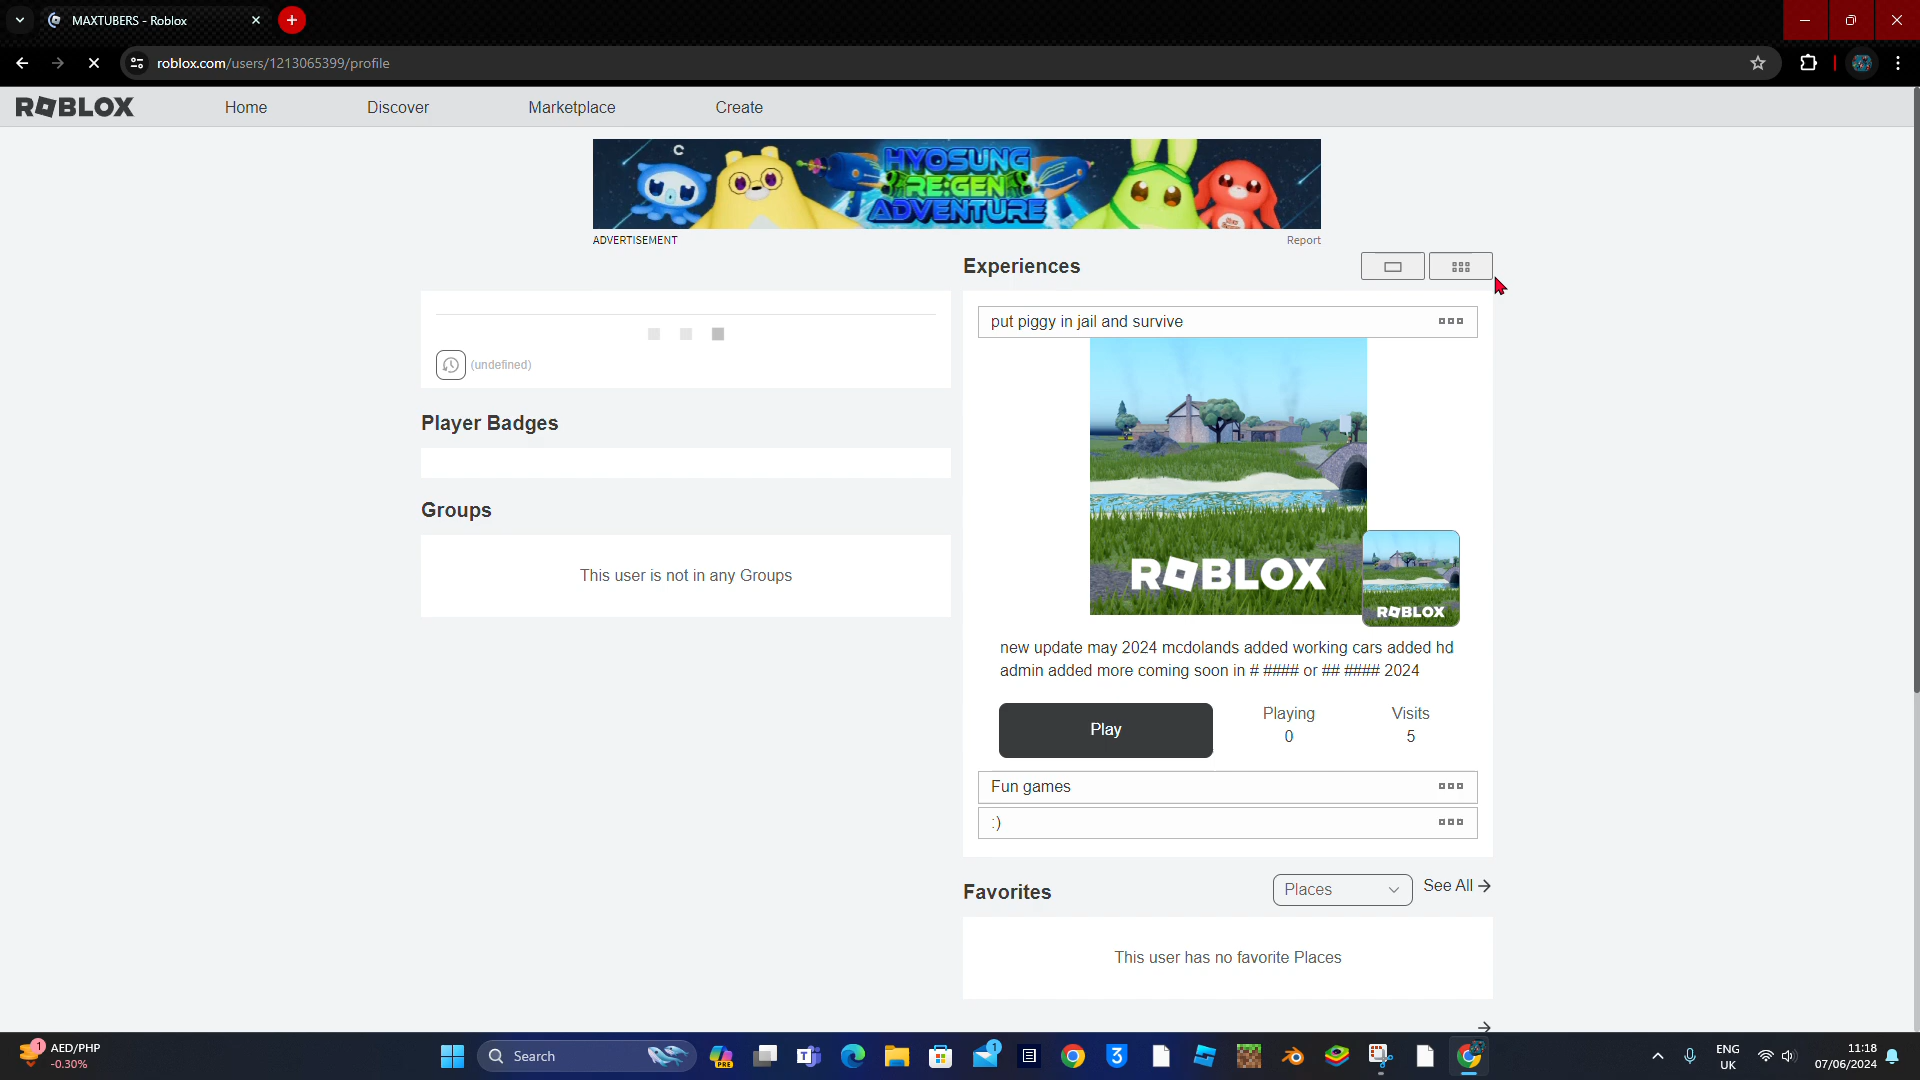 MAXTUBERS - Roblox
roblox.com/users/1213065399/profile
ROBLOX
Home
Discover
Marketplace
Create
HYOSUNG
RE:GEN
ADVENTURE
ADVERTISEMENT
Report
Experiences
put piggy in jail and survive
(undefined)
Player Badges
Groups
This user is not in any Groups
ROBLOX
ROBLOX
new update may 2024 mcdolands added working cars added hd
admin added more coming soon in # #### or ## #### 2024
Play
Playing
0
Visits
5
Fun games
:)
Favorites
Places
See All
This user has no favorite Places
1
AED/PHP
-0.30%
Search
PRE
1
3
ENG
UK
11:18
07/06/2024